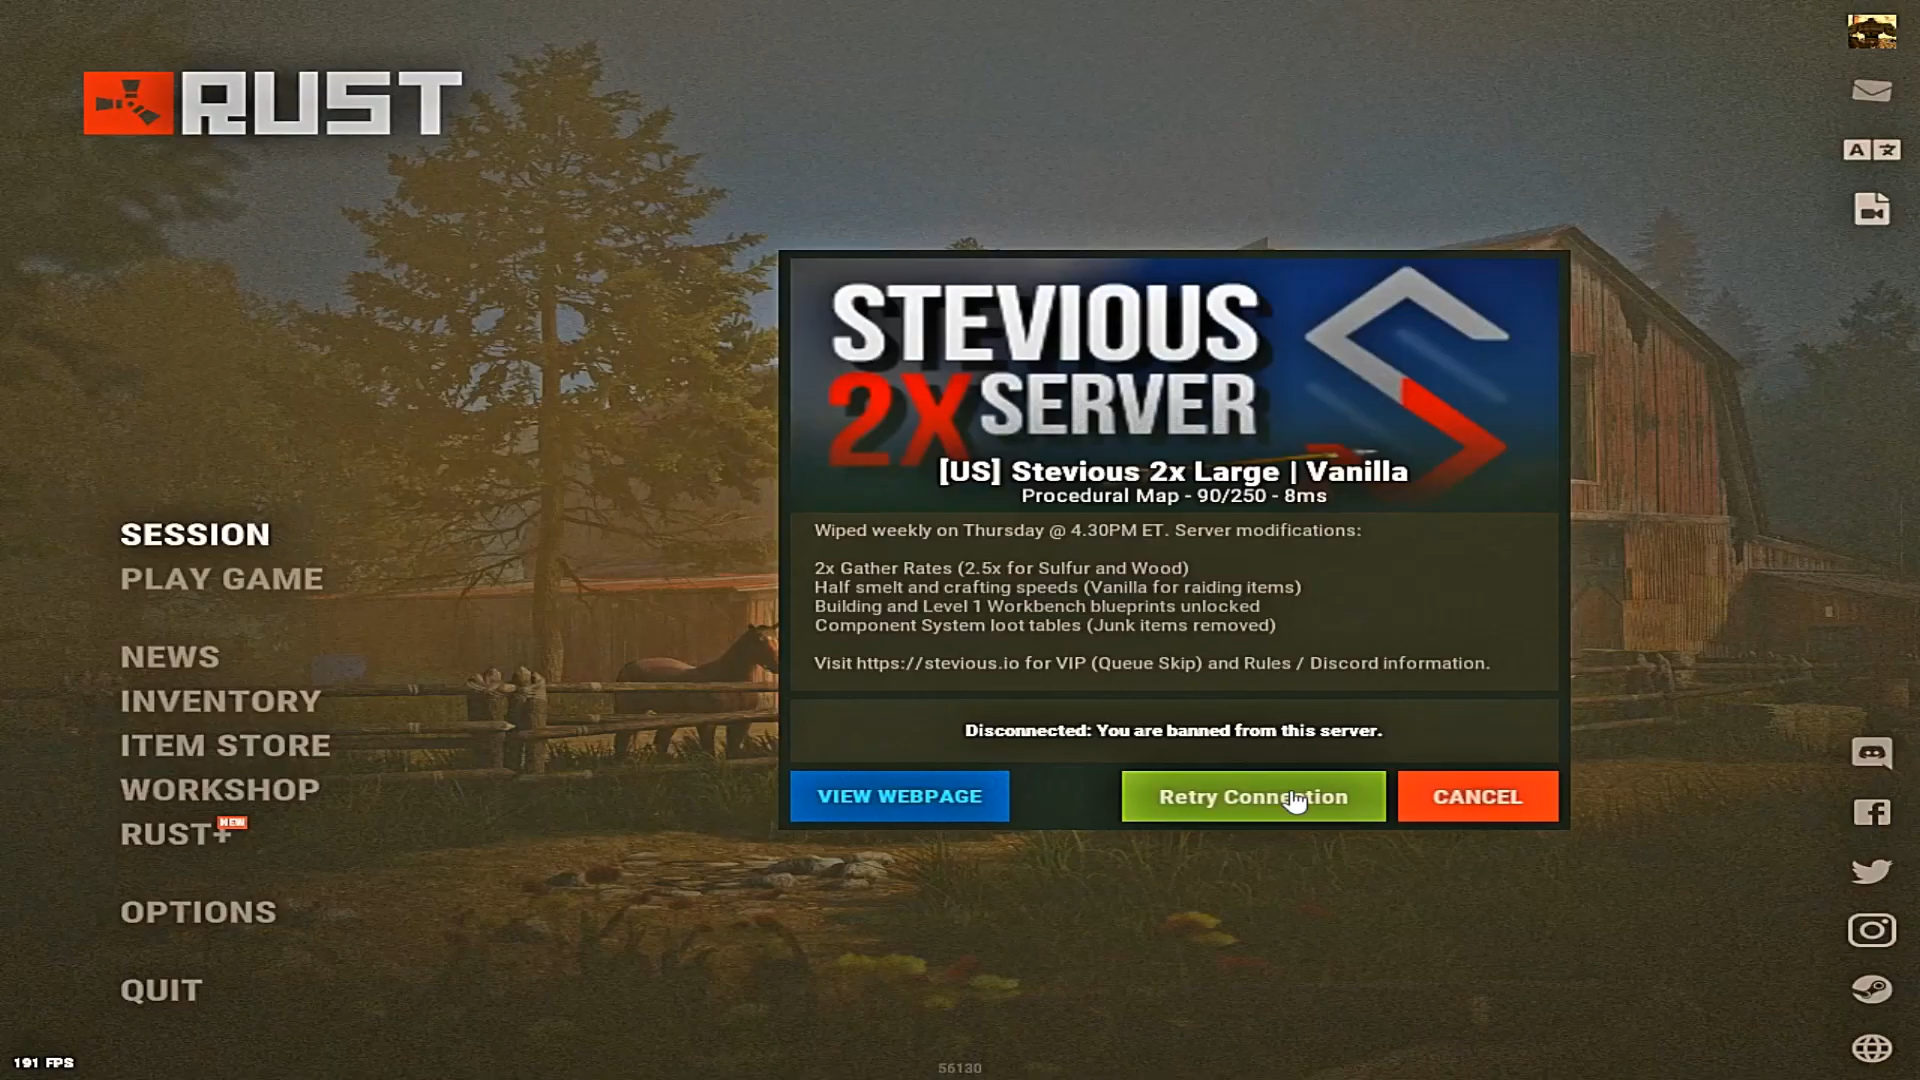 RUST
SESSION
PLAY GAME
NEWS
INVENTORY
ITEM STORE
WORKSHOP
RUST+ NEW
OPTIONS
QUIT
191 FPS
STEVIOUS
2X SERVER
[US] Stevious 2x Large | Vanilla
Procedural Map - 90/250 - 8ms
Wiped weekly on Thursday @ 4.30PM ET. Server modifications:
2x Gather Rates (2.5x for Sulfur and Wood)
Half smelt and crafting speeds (Vanilla for raiding items)
Building and Level 1 Workbench blueprints unlocked
Component System loot tables (Junk items removed)
Visit https://stevious.io for VIP (Queue Skip) and Rules / Discord information.
Disconnected: You are banned from this server.
VIEW WEBPAGE
Retry Connection
CANCEL
56130
A 文